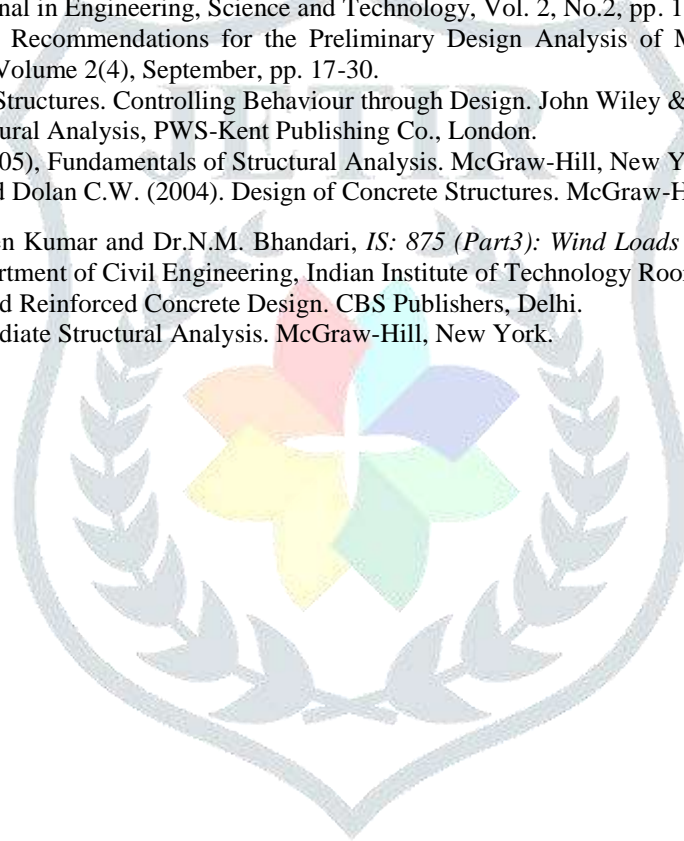 nal in Engineering, Science and Technology, Vol. 2, No.2, pp. 1
Recommendations for the Preliminary Design Analysis of M
Volume 2(4), September, pp. 17-30.
Structures. Controlling Behaviour through Design. John Wiley &
ural Analysis, PWS-Kent Publishing Co., London.
05), Fundamentals of Structural Analysis. McGraw-Hill, New Y
d Dolan C.W. (2004). Design of Concrete Structures. McGraw-H
en Kumar and Dr.N.M. Bhandari, IS: 875 (Part3): Wind Loads
artment of Civil Engineering, Indian Institute of Technology Roor
d Reinforced Concrete Design. CBS Publishers, Delhi.
diate Structural Analysis. McGraw-Hill, New York.
JETIR